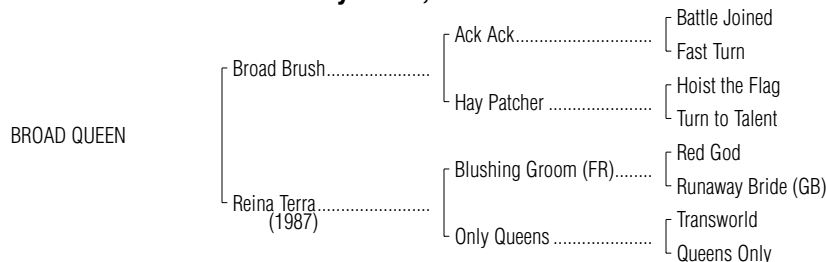 Battle Joined
Ack Ack
Fast Turn
Broad Brush
Hoist the Flag
Hay Patcher
Turn to Talent
BROAD QUEEN
Red God
Blushing Groom (FR)
Runaway Bride (GB)
Reina Terra
(1987)
Transworld
Only Queens
Queens Only